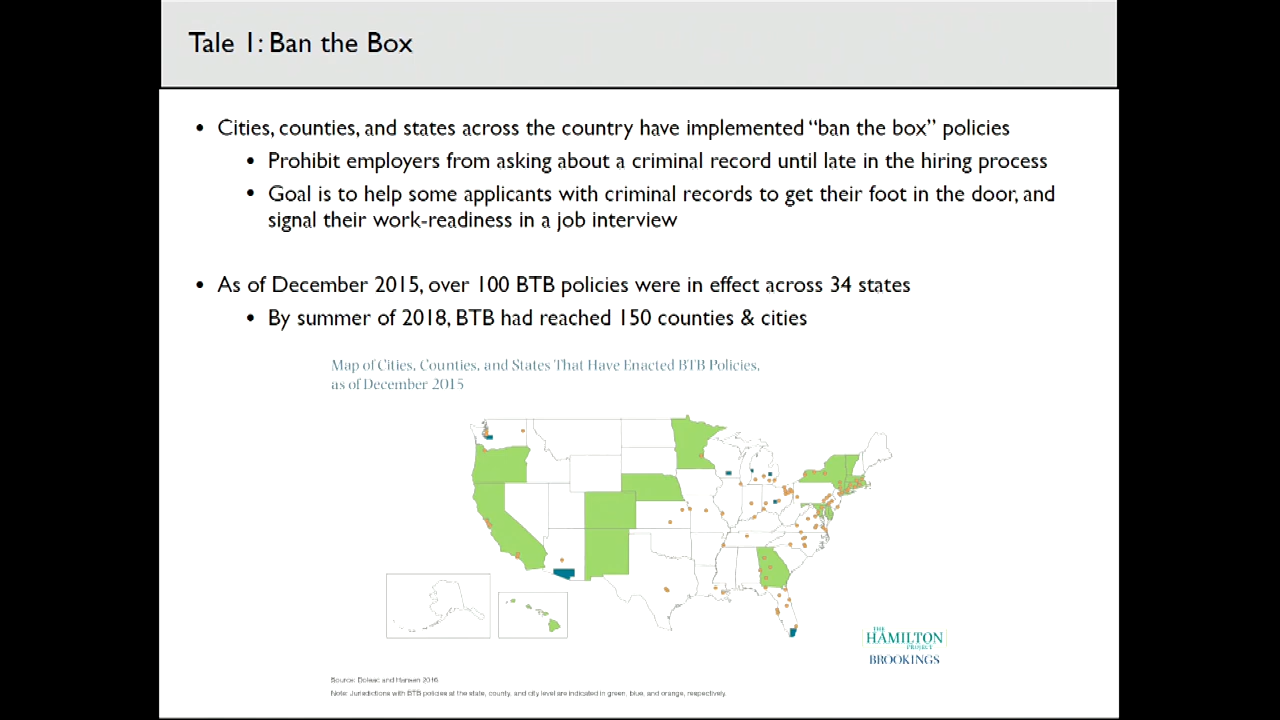 Tale 1: Ban the Box
• Cities, counties, and states across the country have implemented “ban the box” policies
• Prohibit employers from asking about a criminal record until late in the hiring process
• Goal is to help some applicants with criminal records to get their foot in the door, and
signal their work-readiness in a job interview
• As of December 2015, over 100 BTB policies were in effect across 34 states
• By summer of 2018, BTB had reached 150 counties & cities
Map of Cities, Counties, and States That Have Enacted BTB Policies,
as of December 2015
THE
HAMILTON
PROJECT
BROOKINGS
Source: Doleac and Hansen 2016
Note: Jurisdictions with BTB policies at the state, county, and city level are indicated in green, blue, and orange, respectively.